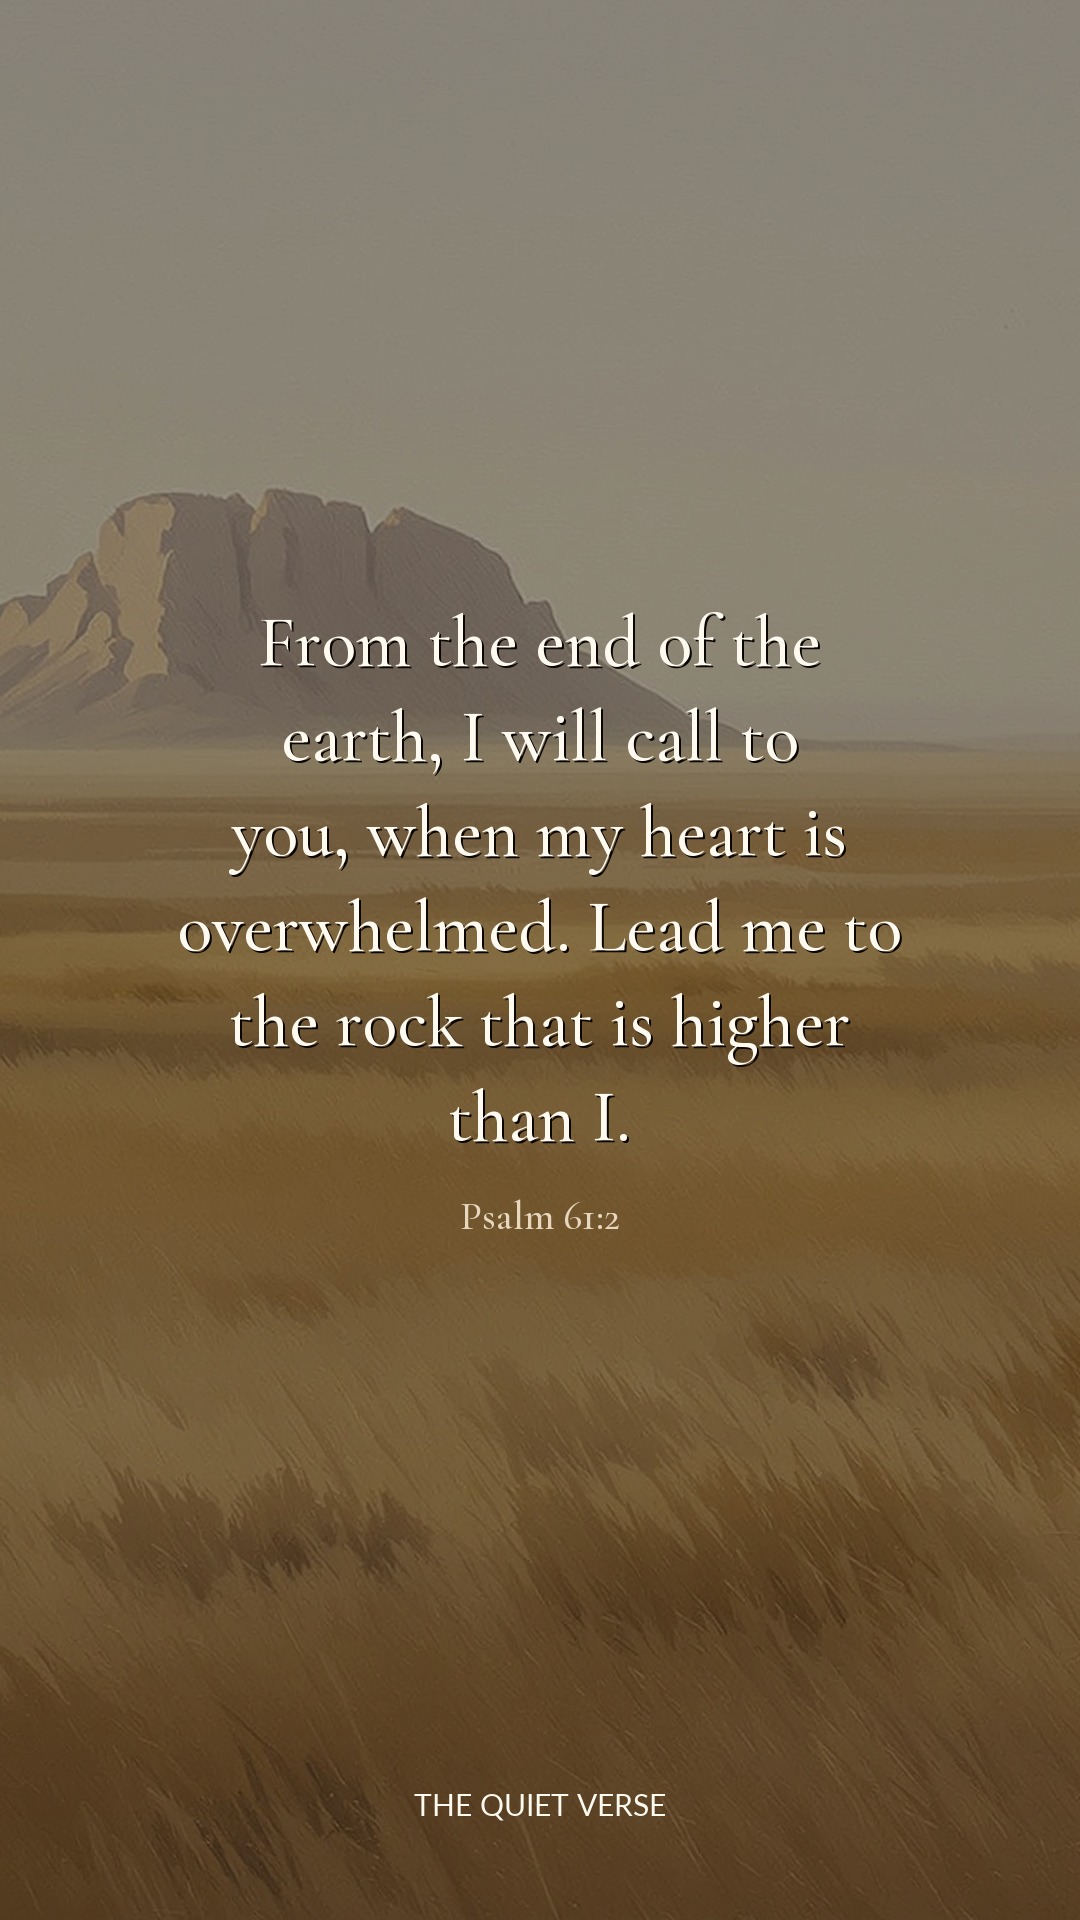 From the end of the
earth, I will call to
you, when my heart is
overwhelmed. Lead me to
the rock that is higher
than I.
Psalm 61:2
THE QUIET VERSE